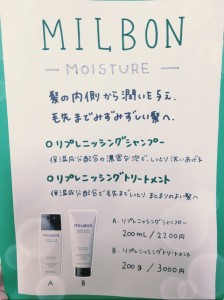 MILBON
MOISTURE
髪の内側から潤いを与え、
毛先までみずみずしい髪へ。
○リプレニッシングシャンプー
保湿成分配合の濃密な泡で、しっとり洗いあげる
○リプレニッシングトリートメント
保湿成分配合で毛先までしっとり、まとまりのよい髪へ
A. リプレニッシングシャンプー
200ml / 2200円
B. リプレニッシングトリートメント
200g / 3000円
MILBON
MILBON
A
B